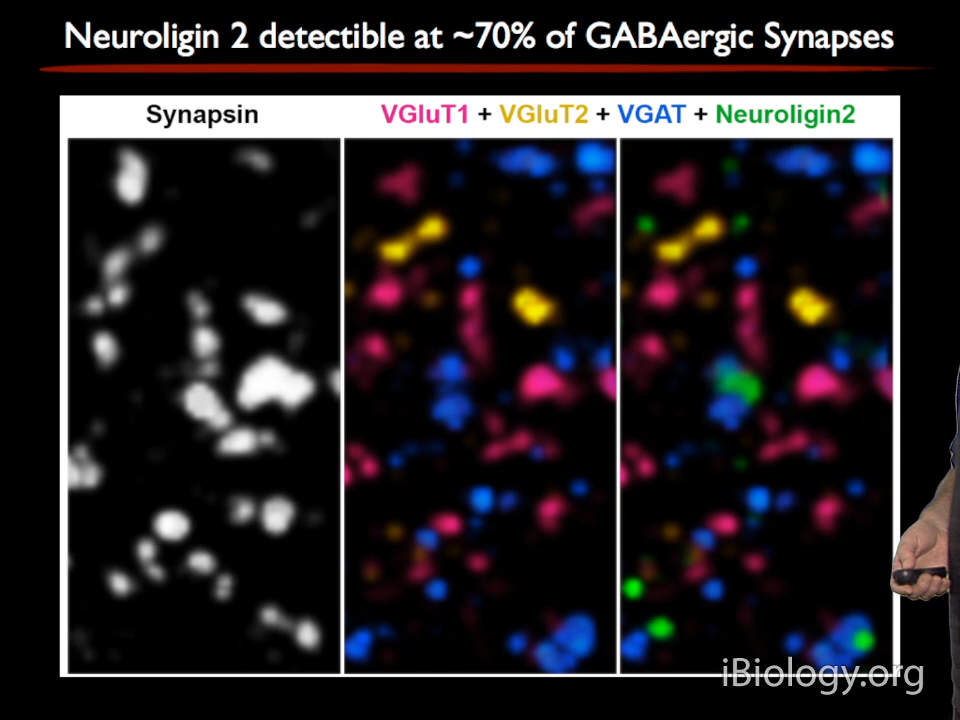 Neuroligin 2 detectible at ~70% of GABAergic Synapses
Synapsin
VGluT1 + VGluT2 + VGAT + Neuroligin2
iBiology.org